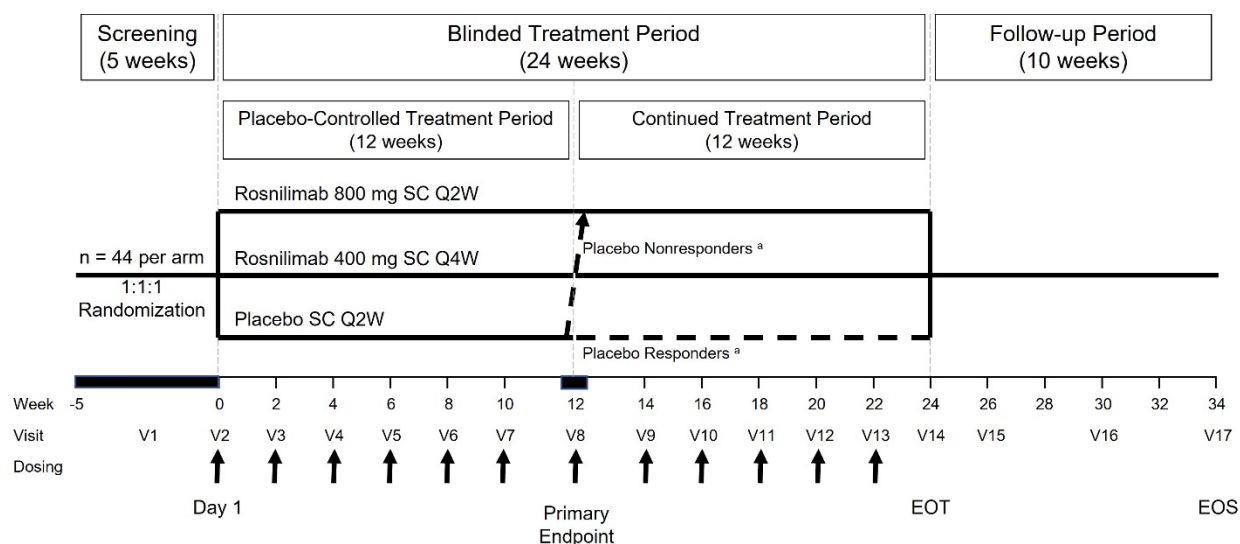 Screening
(5 weeks)
Blinded Treatment Period
(24 weeks)
Follow-up Period
(10 weeks)
Placebo-Controlled Treatment Period
(12 weeks)
Continued Treatment Period
(12 weeks)
Rosnilimab 800 mg SC Q2W
n = 44 per arm
1:1:1
Randomization
Rosnilimab 400 mg SC Q4W
Placebo Nonresponders a
Placebo SC Q2W
Placebo Responders a
Week -5 0 2 4 6 8 10 12 14 16 18 20 22 24 26 28 30 32 34
Visit V1 V2 V3 V4 V5 V6 V7 V8 V9 V10 V11 V12 V13 V14 V15 V16 V17
Dosing
Day 1
Primary
Endpoint
EOT
EOS